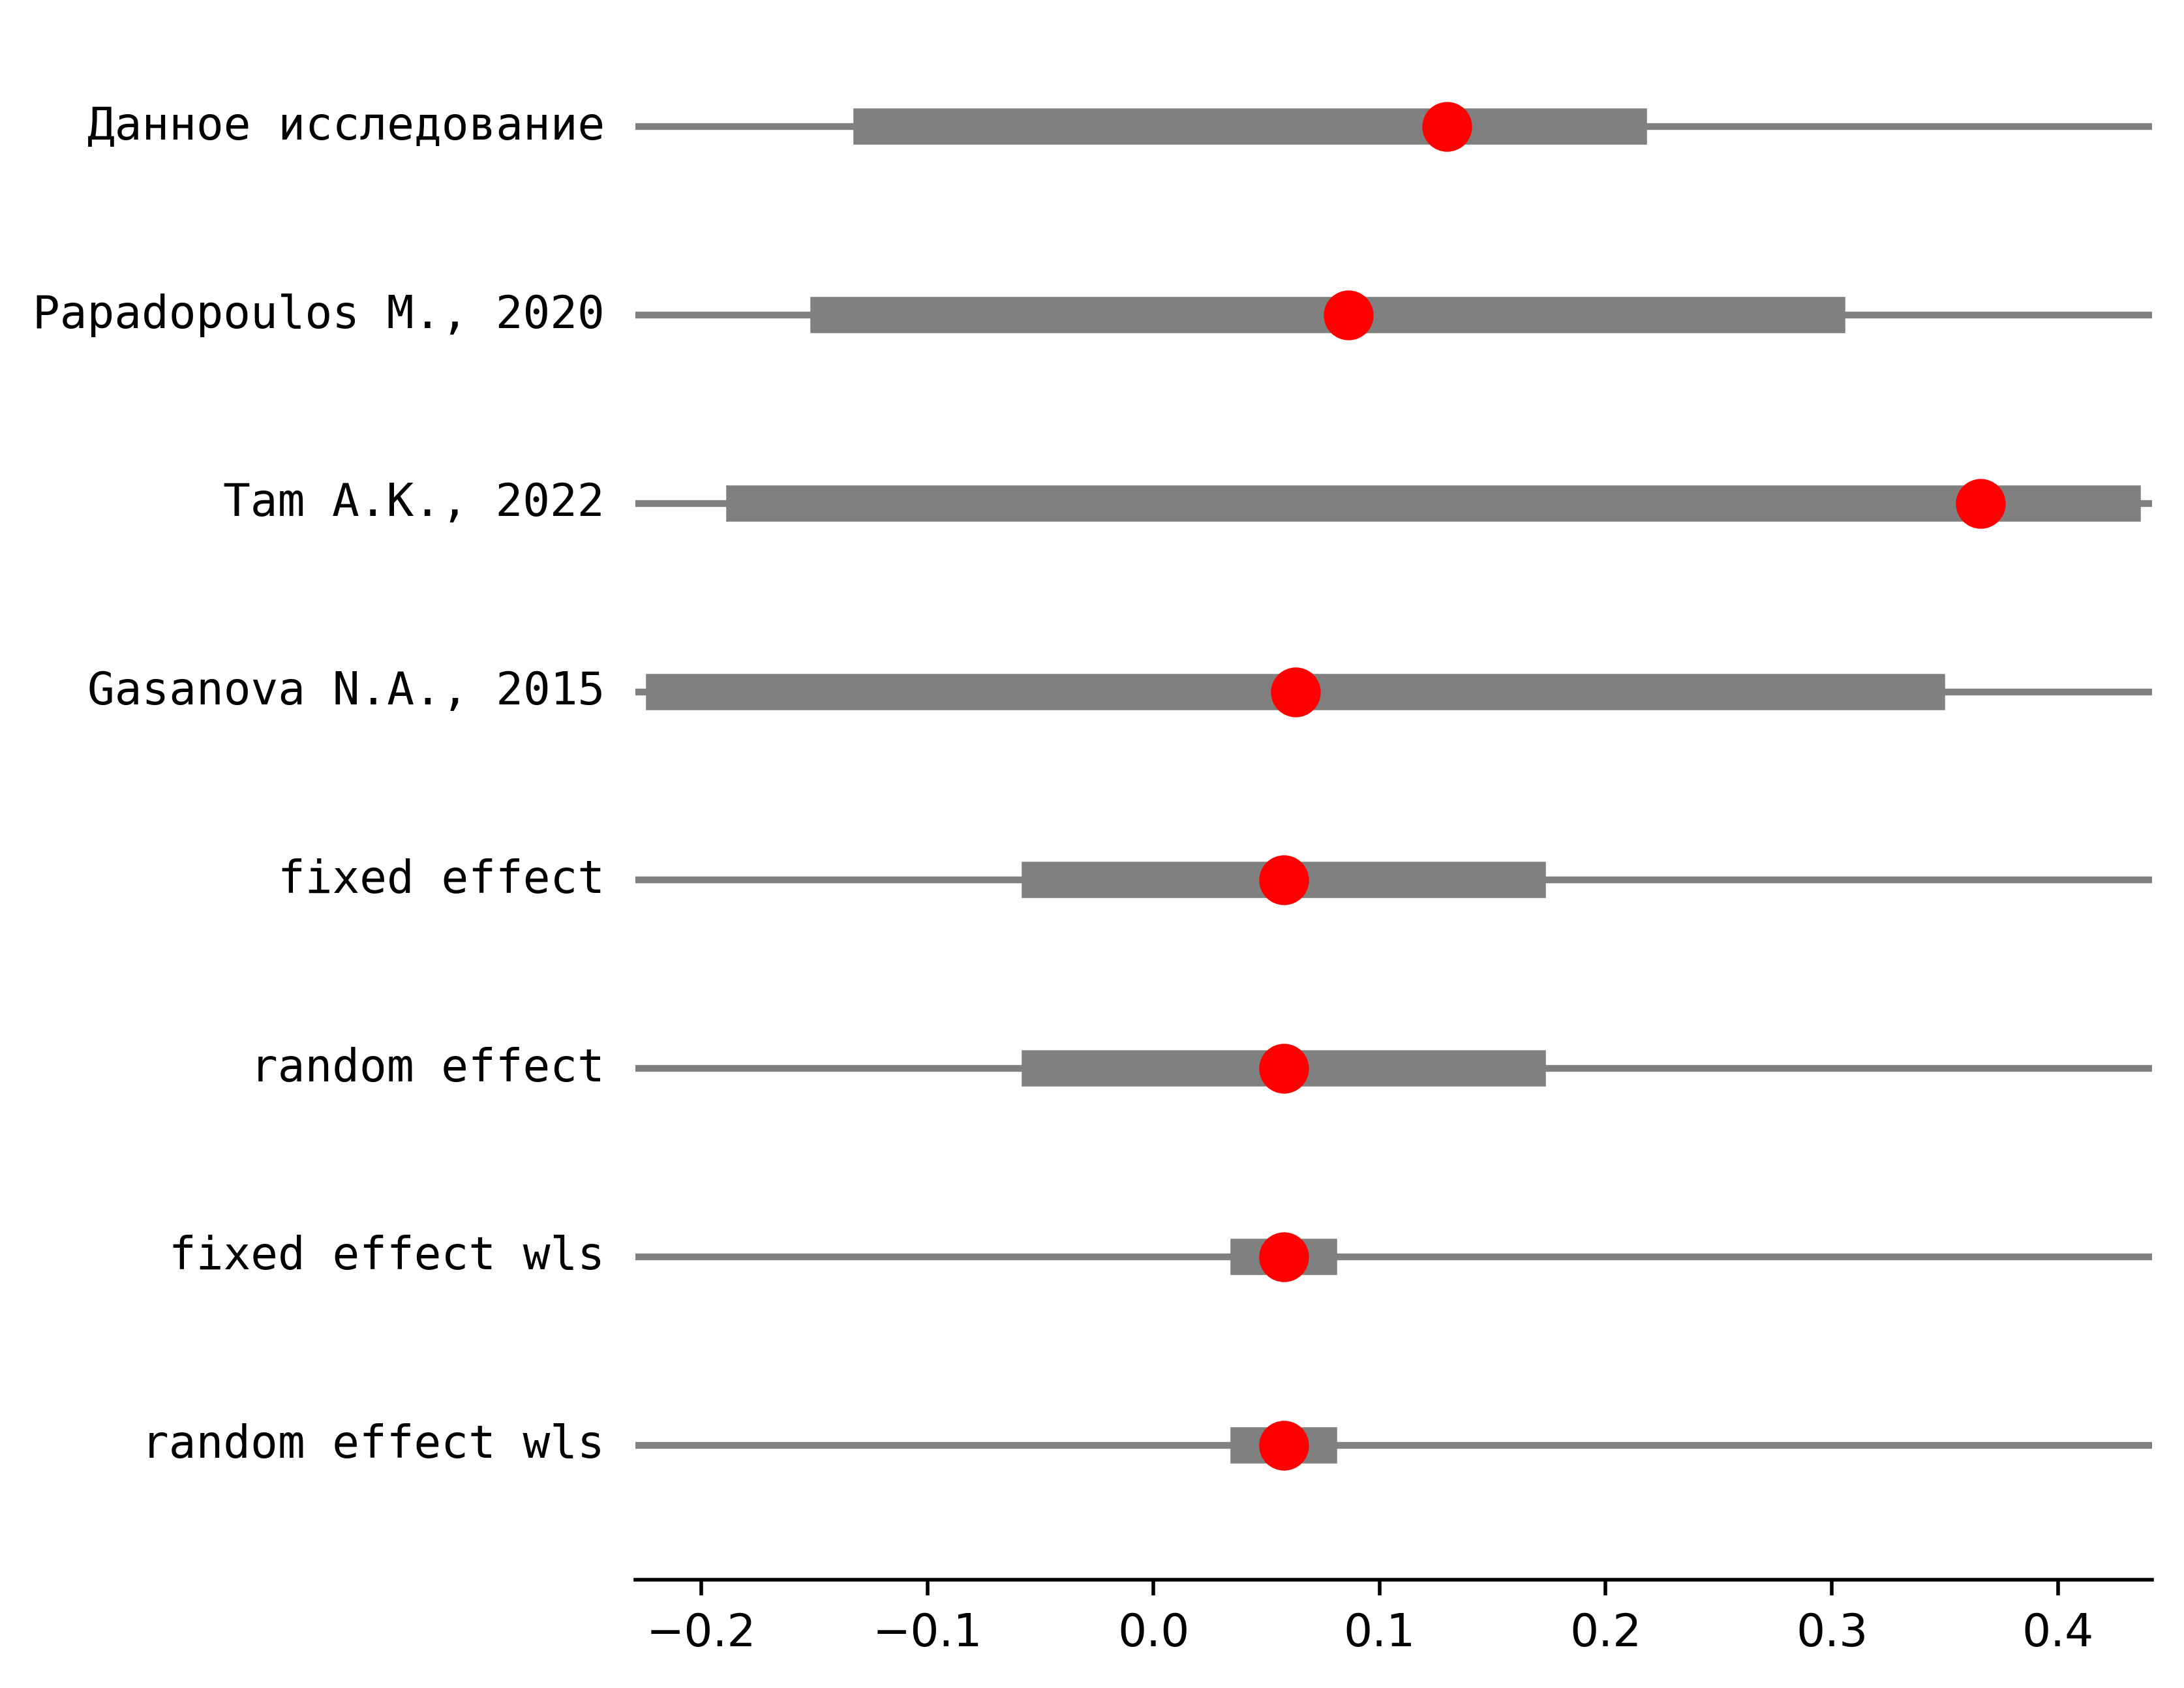 Данное исследование
Papadopoulos M., 2020
Tam A.K., 2022
Gasanova N.A., 2015
fixed effect
random effect
fixed effect wls
random effect wls
−0.2 −0.1 0.0 0.1 0.2 0.3 0.4